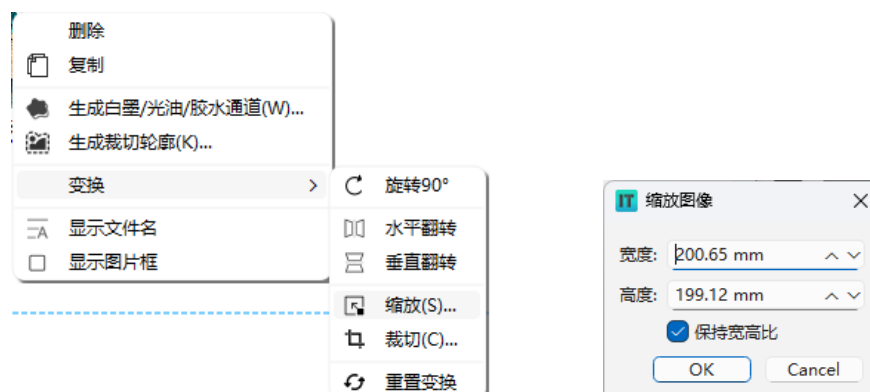 删除
复制
生成白墨/光油/胶水通道(W)...
生成裁切轮廓(K)...
变换
显示文件名
显示图片框
旋转90°
水平翻转
垂直翻转
缩放(S)...
裁切(C)...
重置变换
IT 缩放图像
宽度: 200.65 mm
高度: 199.12 mm
保持宽高比
OK Cancel